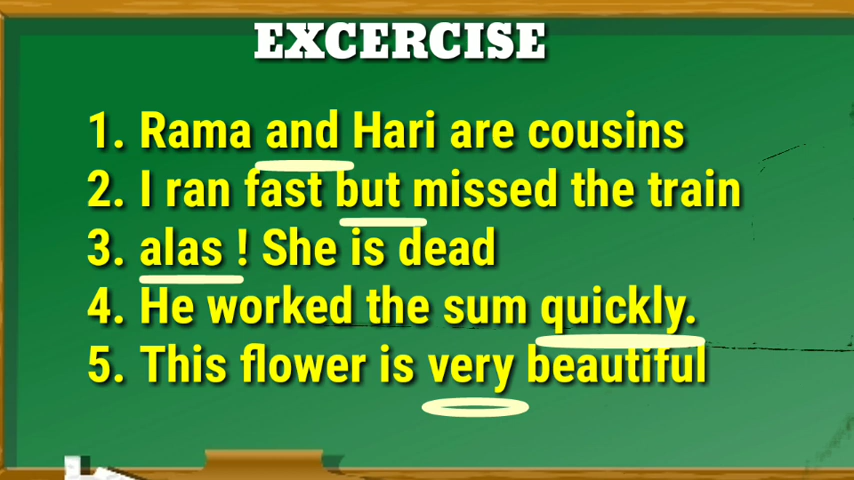 EXCERCISE
1. Rama and Hari are cousins
2. I ran fast but missed the train
3. alas ! She is dead
4. He worked the sum quickly.
5. This flower is very beautiful